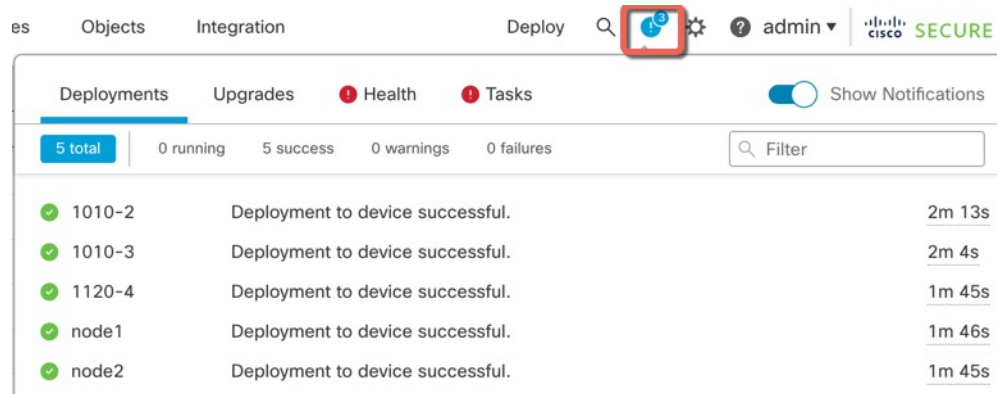 es Objects Integration Deploy 3 admin cisco SECURE
Deployments Upgrades Health Tasks Show Notifications
5 total 0 running 5 success 0 warnings 0 failures Filter
1010-2 Deployment to device successful. 2m 13s
1010-3 Deployment to device successful. 2m 4s
1120-4 Deployment to device successful. 1m 45s
node1 Deployment to device successful. 1m 46s
node2 Deployment to device successful. 1m 45s